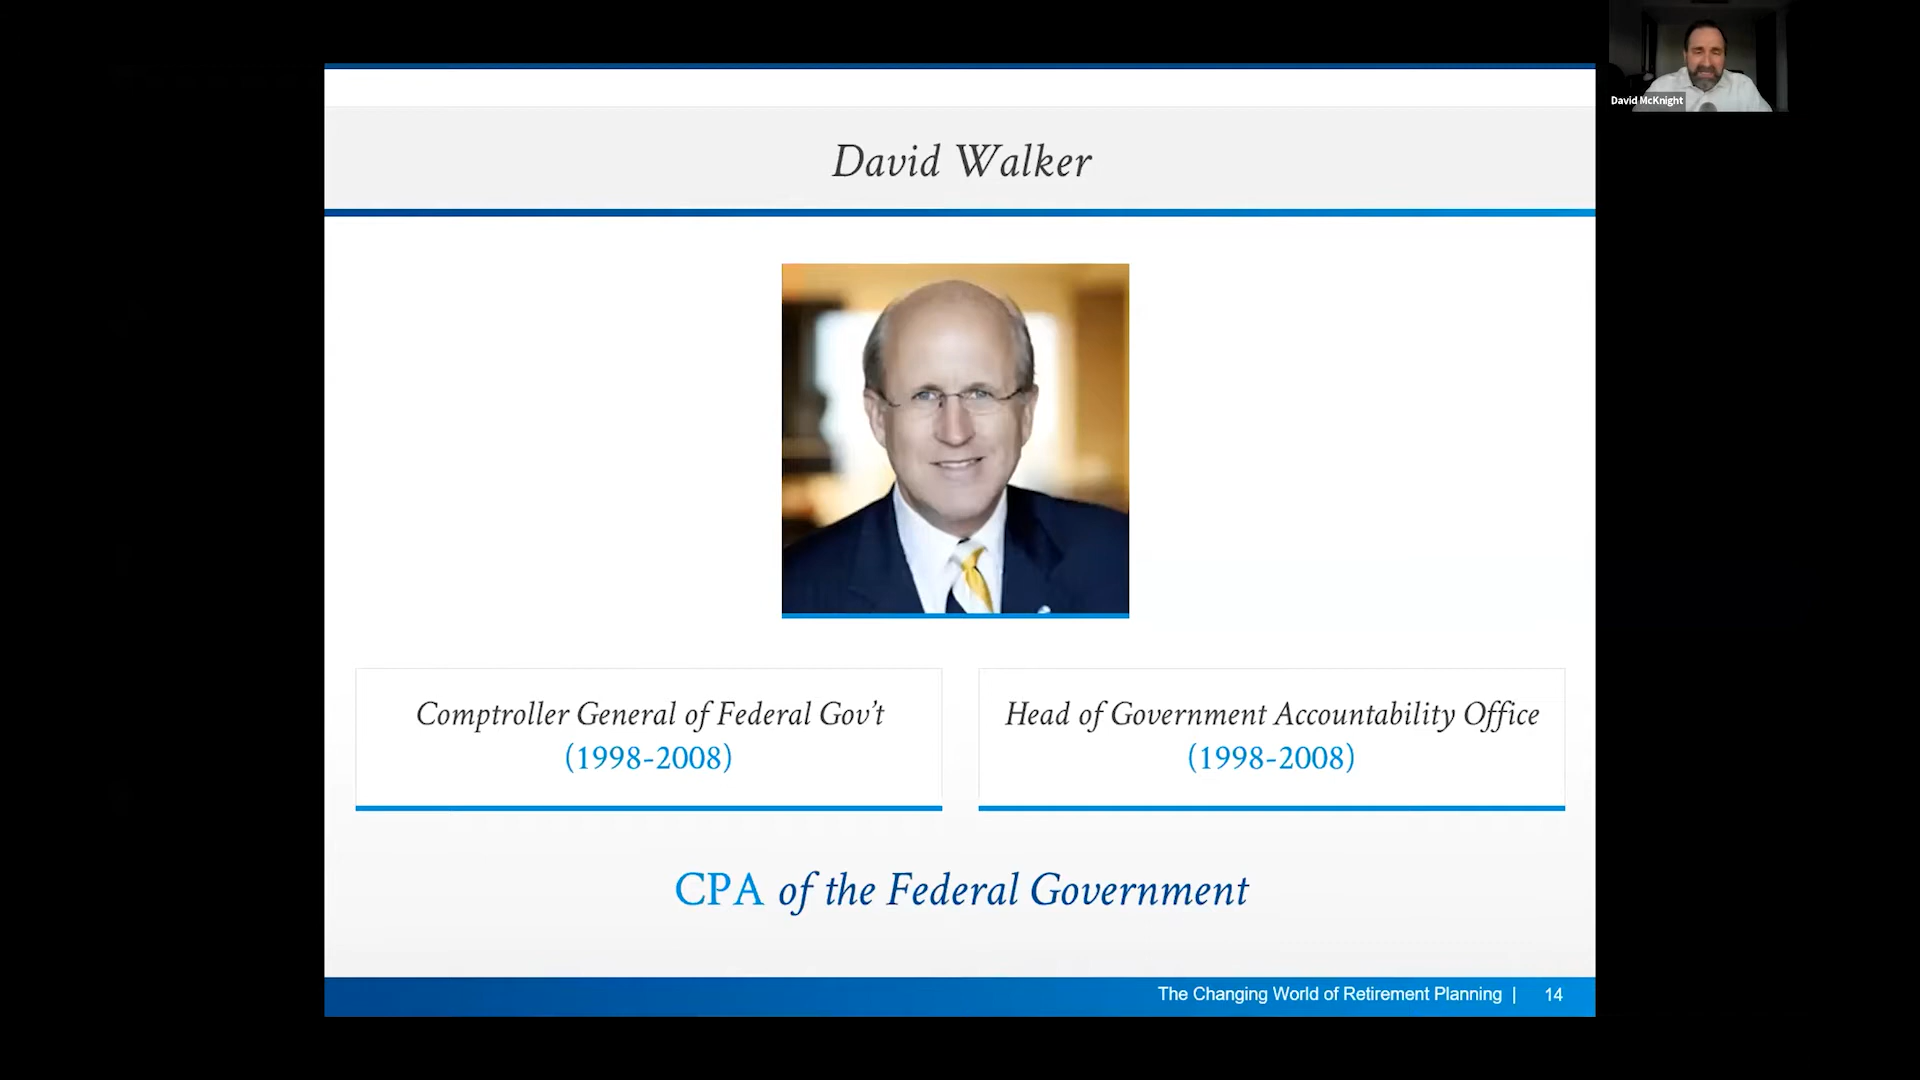 David McKnight
David Walker
Comptroller General of Federal Gov't
(1998-2008)
Head of Government Accountability Office
(1998-2008)
CPA of the Federal Government
The Changing World of Retirement Planning | 14